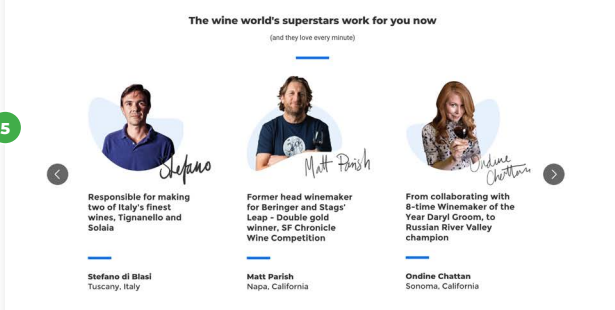 The wine world's superstars work for you now
(and they love every minute)
5
Stefano
Matt Parish
Ondine
Chattan
Responsible for making
two of Italy's finest
wines, Tignanello and
Solaia
Stefano di Blasi
Tuscany, Italy
Former head winemaker
for Beringer and Stags'
Leap - Double gold
winner, SF Chronicle
Wine Competition
Matt Parish
Napa, California
From collaborating with
8-time Winemaker of the
Year Daryl Groom, to
Russian River Valley
champion
Ondine Chattan
Sonoma, California